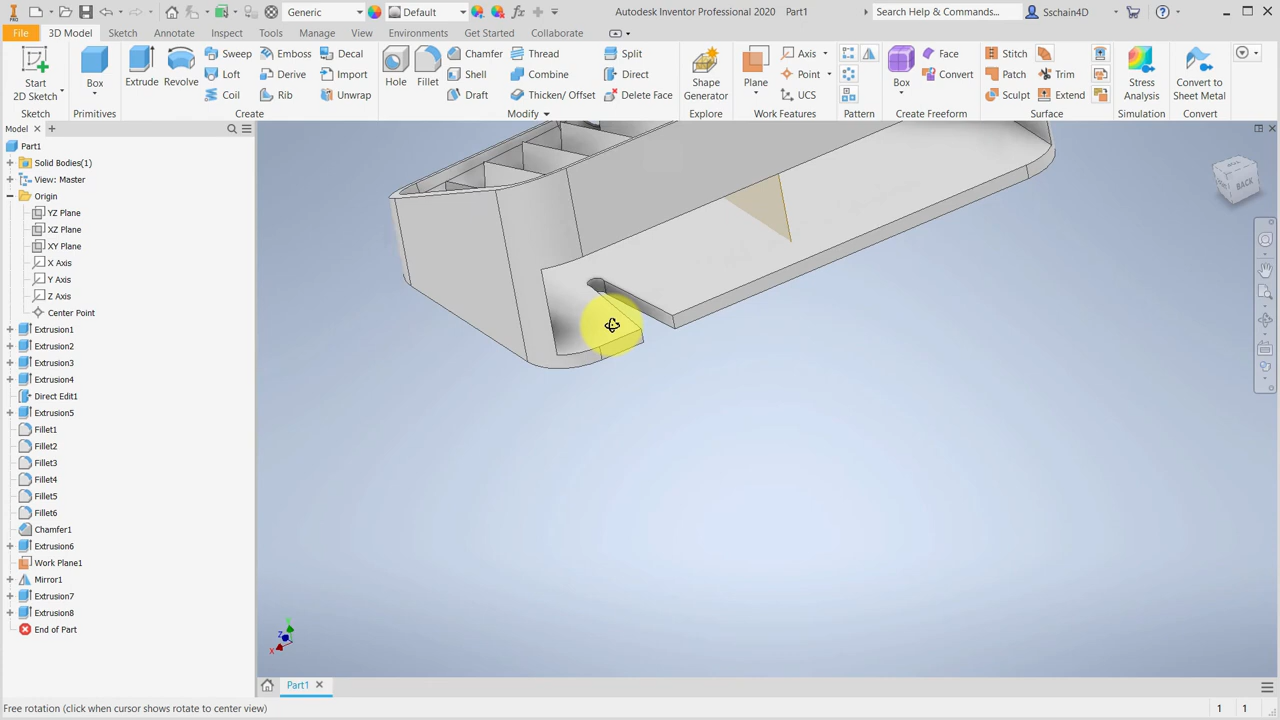 PRO
Generic
Default
Autodesk Inventor Professional 2020 Part1
Search Help & Commands...
Sschain4D
File
3D Model
Sketch
Annotate
Inspect
Tools
Manage
View
Environments
Get Started
Collaborate
Start
2D Sketch
Box
Primitives
Extrude
Revolve
Sweep
Loft
Coil
Emboss
Derive
Rib
Decal
Import
Unwrap
Create
Hole
Fillet
Chamfer
Shell
Draft
Thread
Combine
Thicken/ Offset
Split
Direct
Delete Face
Modify
Shape
Generator
Explore
Plane
Axis
Point
UCS
Work Features
Pattern
Box
Face
Convert
Create Freeform
Stitch
Patch
Sculpt
Trim
Extend
Surface
Stress
Analysis
Simulation
Convert to
Sheet Metal
Convert
Model
Part1
Solid Bodies(1)
View: Master
Origin
YZ Plane
XZ Plane
XY Plane
X Axis
Y Axis
Z Axis
Center Point
Extrusion1
Extrusion2
Extrusion3
Extrusion4
Direct Edit1
Extrusion5
Fillet1
Fillet2
Fillet3
Fillet4
Fillet5
Fillet6
Chamfer1
Extrusion6
Work Plane1
Mirror1
Extrusion7
Extrusion8
End of Part
BACK
Z
X
Part1
Free rotation (click when cursor shows rotate to center view)
1 1